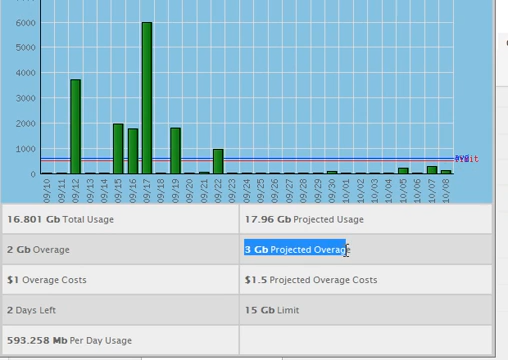 6000
5000
4000
3000
2000
1000
0
09/10 09/11 09/12 09/13 09/14 09/15 09/16 09/17 09/18 09/19 09/20 09/21 09/22 09/23 09/24 09/25 09/26 09/27 09/28 09/29 09/30 10/01 10/02 10/03 10/04 10/05 10/06 10/07 10/08
16.801 Gb Total Usage 17.96 Gb Projected Usage
2 Gb Overage 3 Gb Projected Overage
$1 Overage Costs $1.5 Projected Overage Costs
2 Days Left 15 Gb Limit
593.258 Mb Per Day Usage